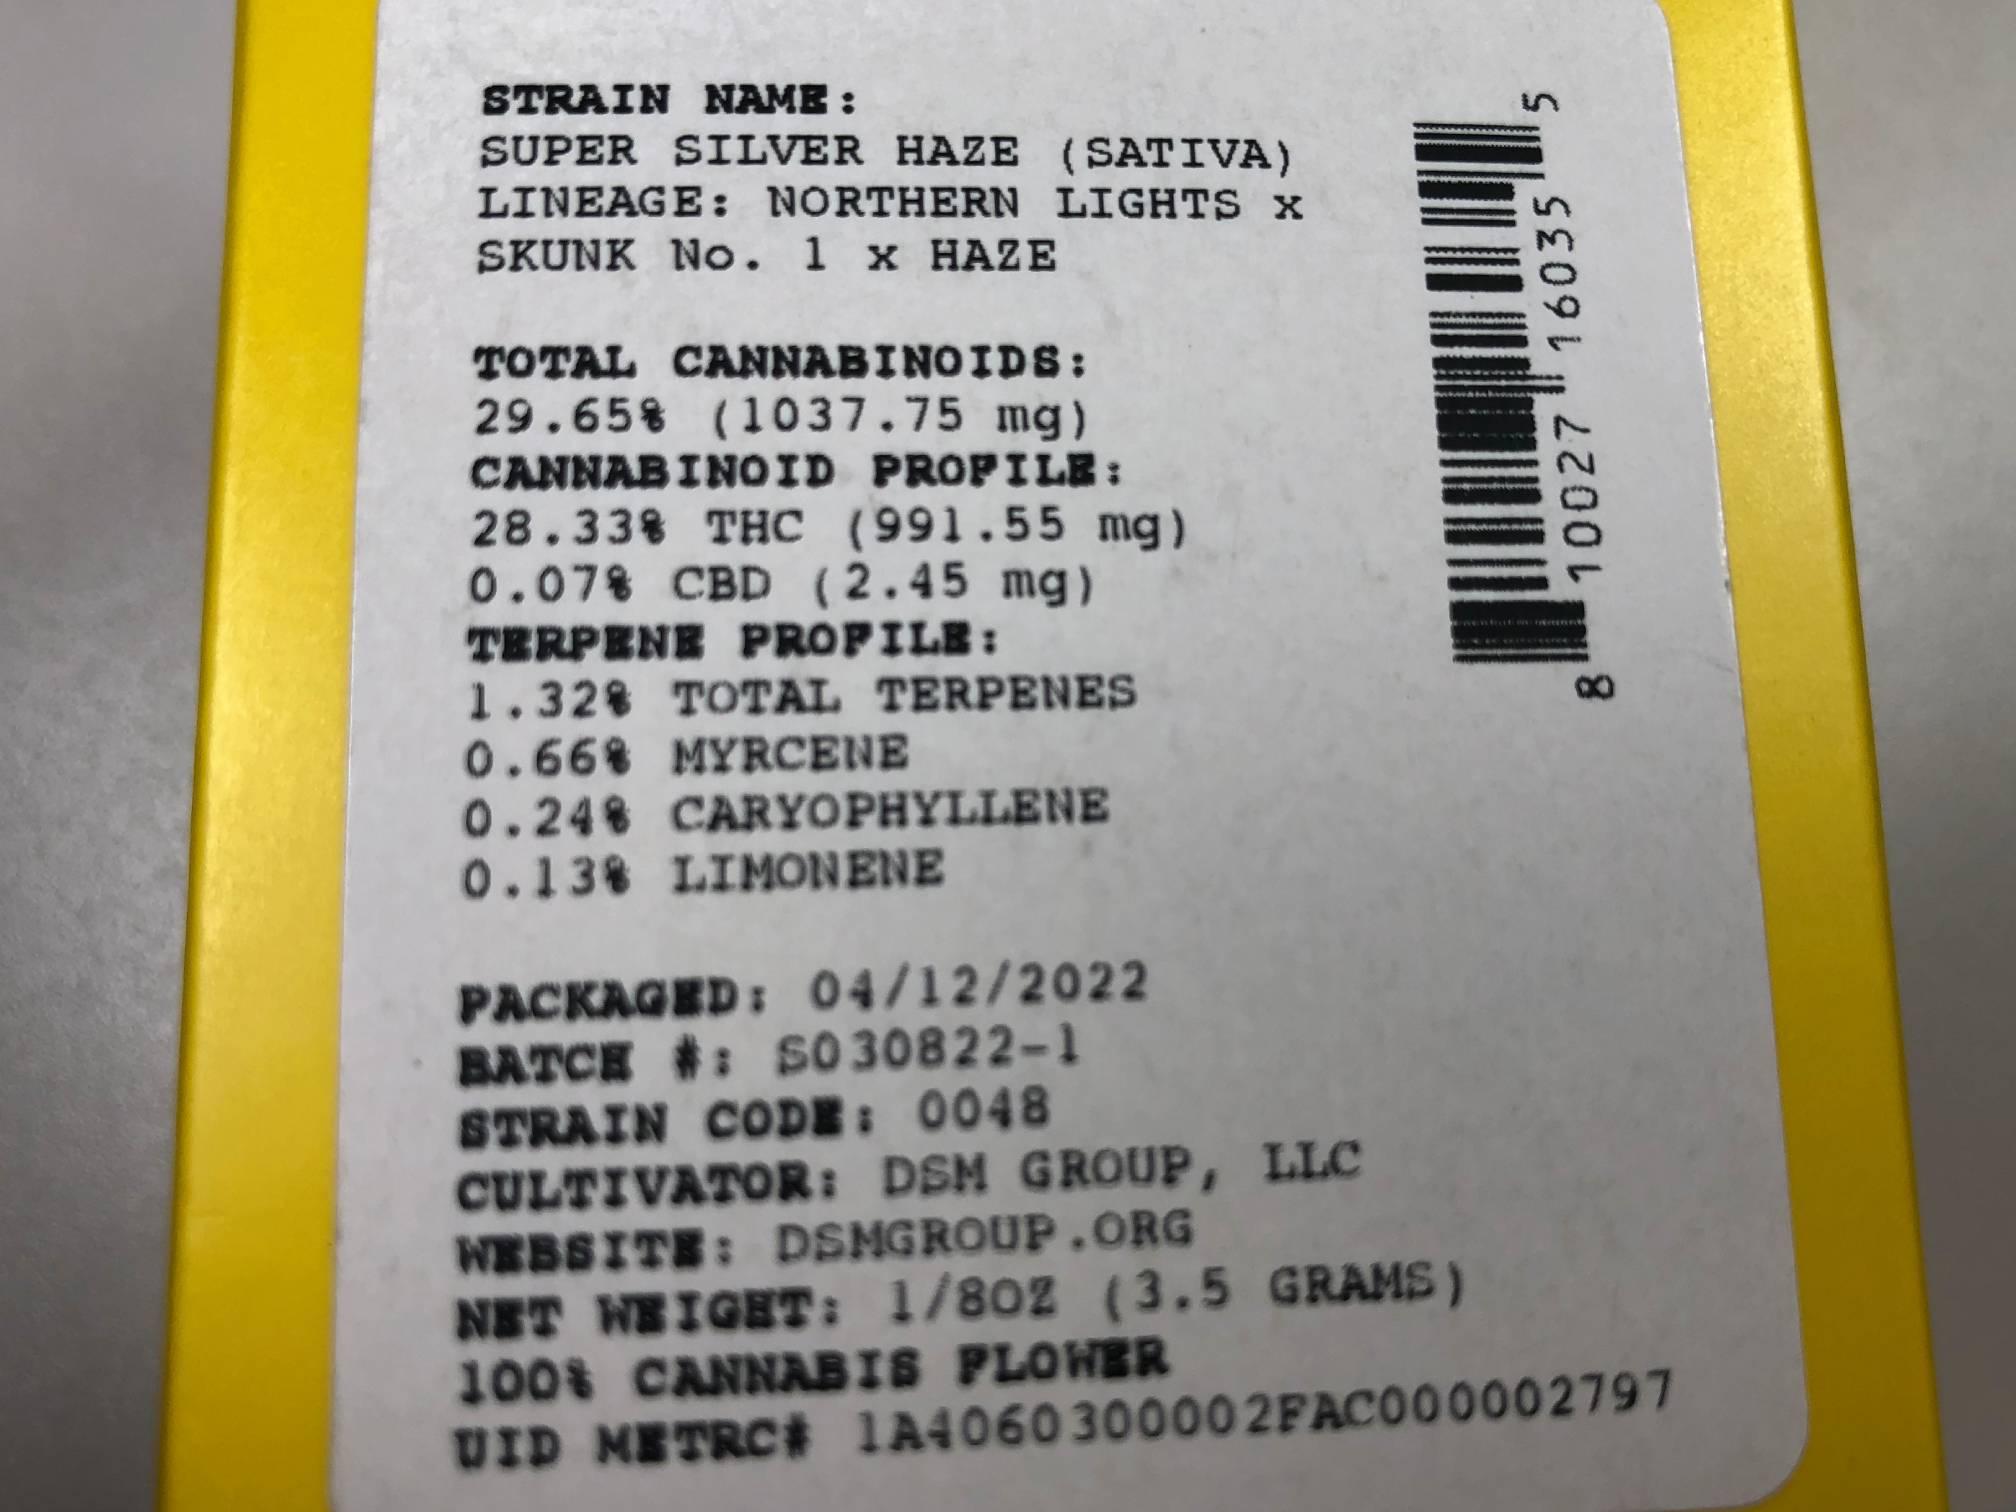 STRAIN NAME:
SUPER SILVER HAZE (SATIVA)
LINEAGE: NORTHERN LIGHTS x
SKUNK No. 1 x HAZE
TOTAL CANNABINOIDS:
29.65% (1037.75 mg)
CANNABINOID PROFILE:
28.33% THC (991.55 mg)
0.07% CBD (2.45 mg)
TERPENE PROFILE:
1.32% TOTAL TERPENES
0.66% MYRCENE
0.24% CARYOPHYLLENE
0.13% LIMONENE
PACKAGED: 04/12/2022
BATCH #: S030822-1
STRAIN CODE: 0048
CULTIVATOR: DSM GROUP, LLC
WEBSITE: DSMGROUP.ORG
NET WEIGHT: 1/8OZ (3.5 GRAMS)
100% CANNABIS FLOWER
UID METRC# 1A4060300002FAC000002797
8 10027 16035 5